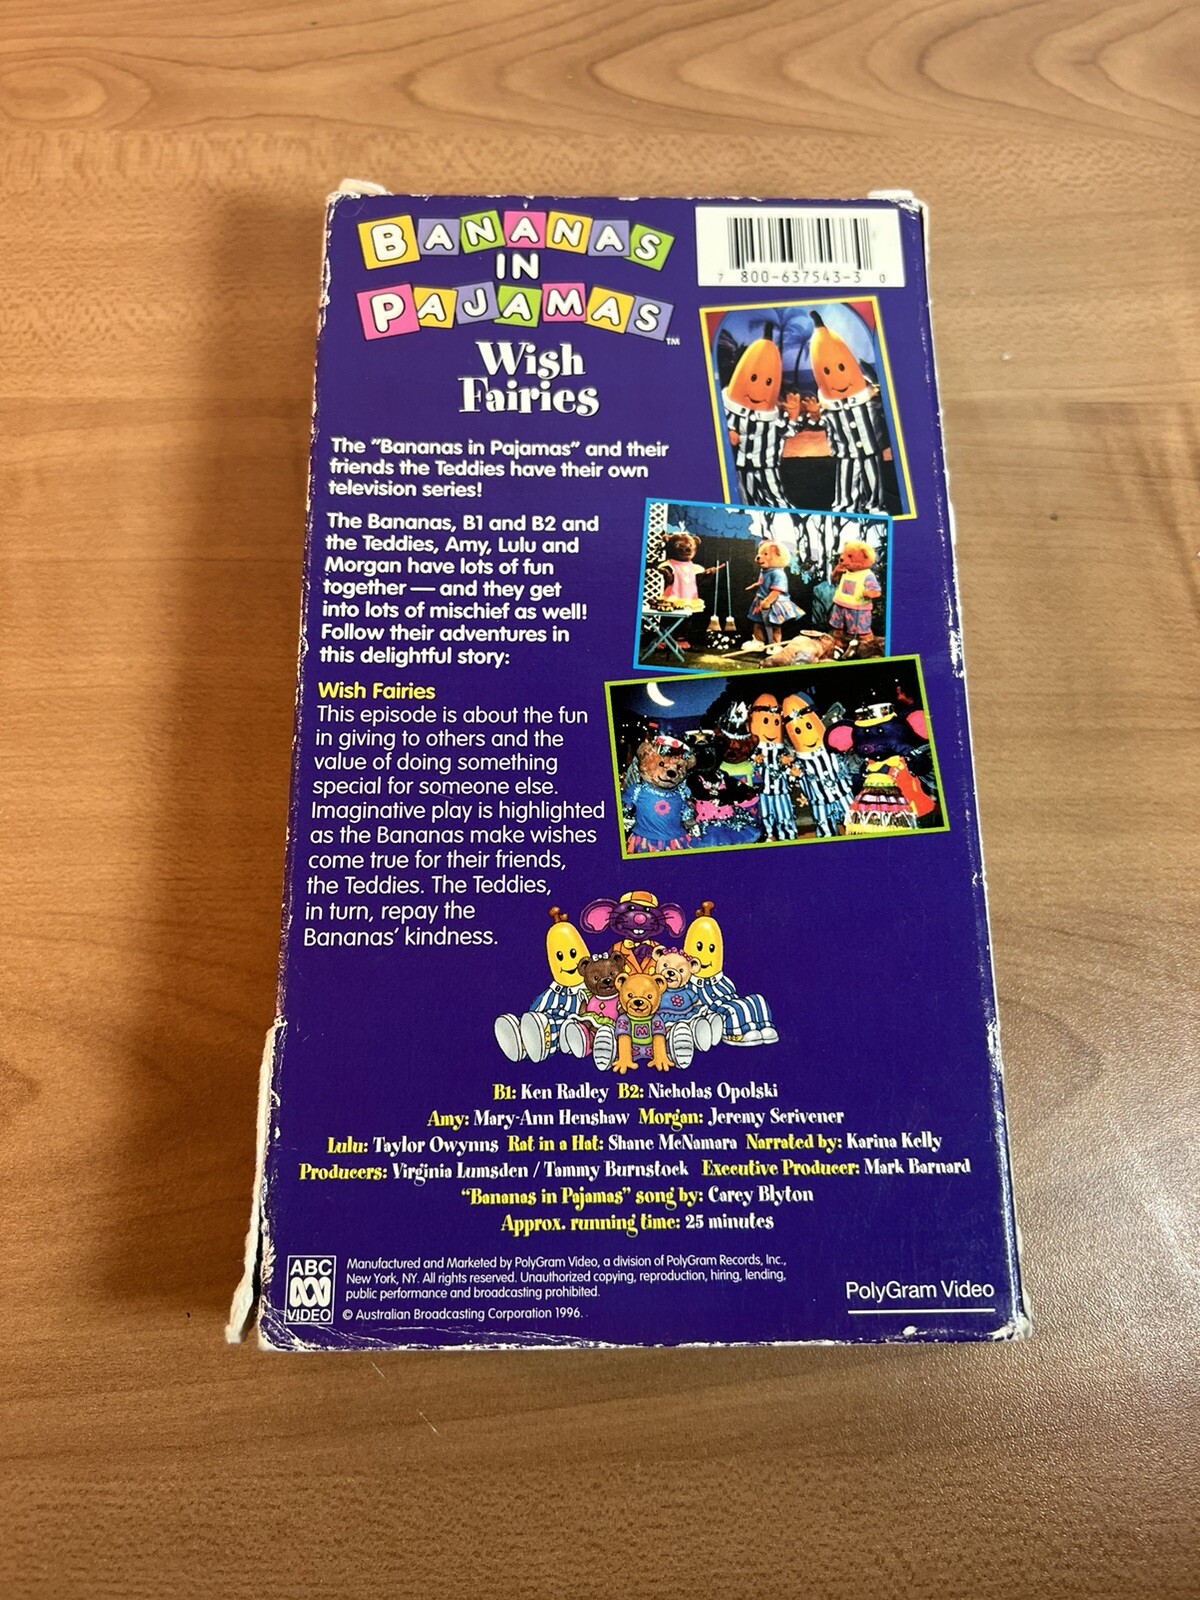 BANANAS
IN
PAJAMAS™
Wish
Fairies
7 800-637543-3 0
The "Bananas in Pajamas" and their
friends the Teddies have their own
television series!
The Bananas, B1 and B2 and
the Teddies, Amy, Lulu and
Morgan have lots of fun
together — and they get
into lots of mischief as well!
Follow their adventures in
this delightful story:
Wish Fairies
This episode is about the fun
in giving to others and the
value of doing something
special for someone else.
Imaginative play is highlighted
as the Bananas make wishes
come true for their friends,
the Teddies. The Teddies,
in turn, repay the
Bananas' kindness.
M
B1: Ken Radley B2: Nicholas Opolski
Amy: Mary-Ann Henshaw Morgan: Jeremy Scrivener
Lulu: Taylor Owynns Rat in a Hat: Shane McNamara Narrated by: Karina Kelly
Producers: Virginia Lumsden / Tammy Burnstock Executive Producer: Mark Barnard
"Bananas in Pajamas" song by: Carey Blyton
Approx. running time: 25 minutes
ABC
VIDEO
Manufactured and Marketed by PolyGram Video, a division of PolyGram Records, Inc.,
New York, NY. All rights reserved. Unauthorized copying, reproduction, hiring, lending,
public performance and broadcasting prohibited.
© Australian Broadcasting Corporation 1996.
PolyGram Video